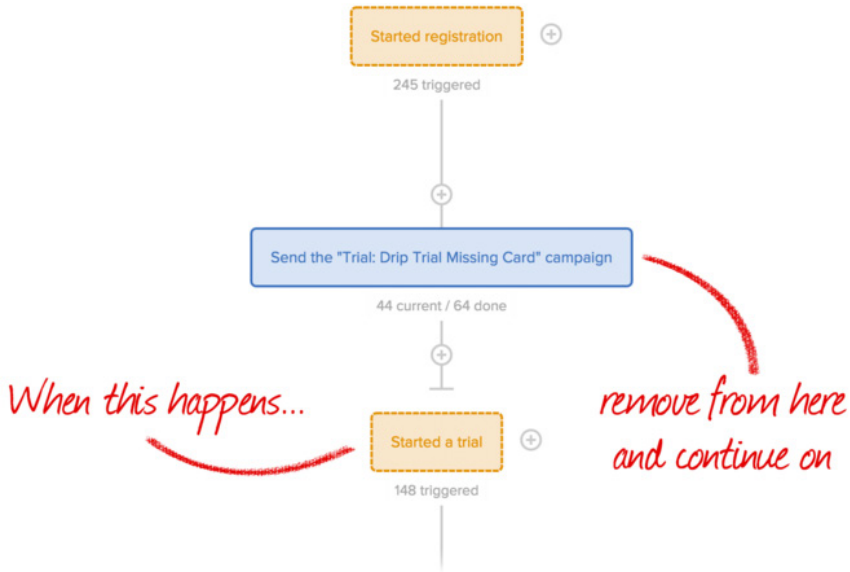 Started registration
245 triggered
Send the "Trial: Drip Trial Missing Card" campaign
44 current / 64 done
When this happens...
remove from here
and continue on
Started a trial
148 triggered